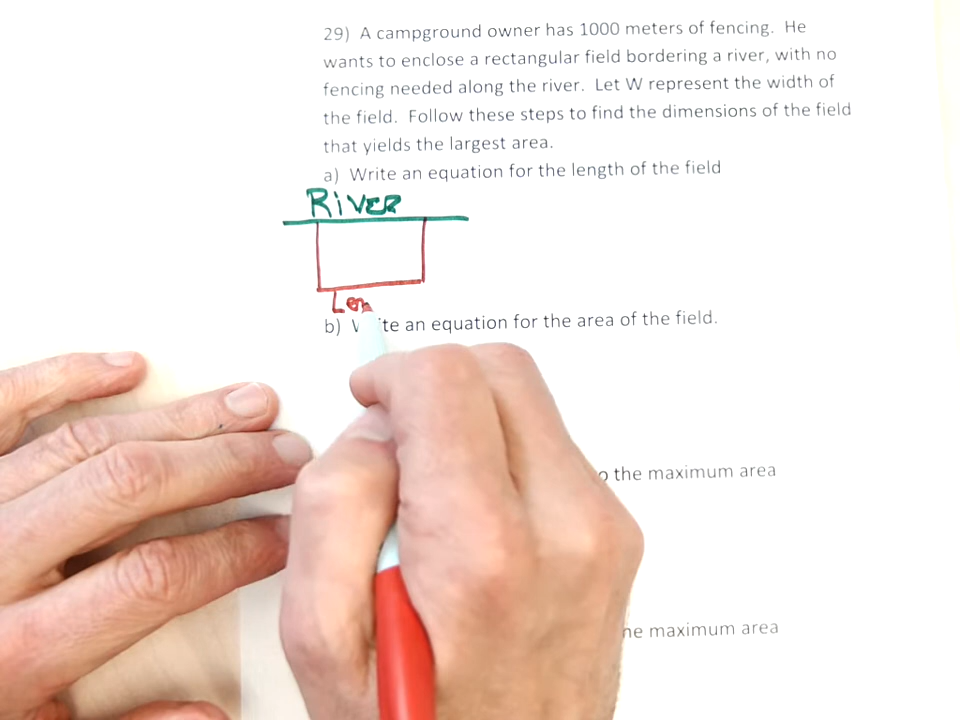 29) A campground owner has 1000 meters of fencing. He
wants to enclose a rectangular field bordering a river, with no
fencing needed along the river. Let W represent the width of
the field. Follow these steps to find the dimensions of the field
that yields the largest area.
a) Write an equation for the length of the field
RiVER
Len
b) te an equation for the area of the field.
the maximum area
maximum area